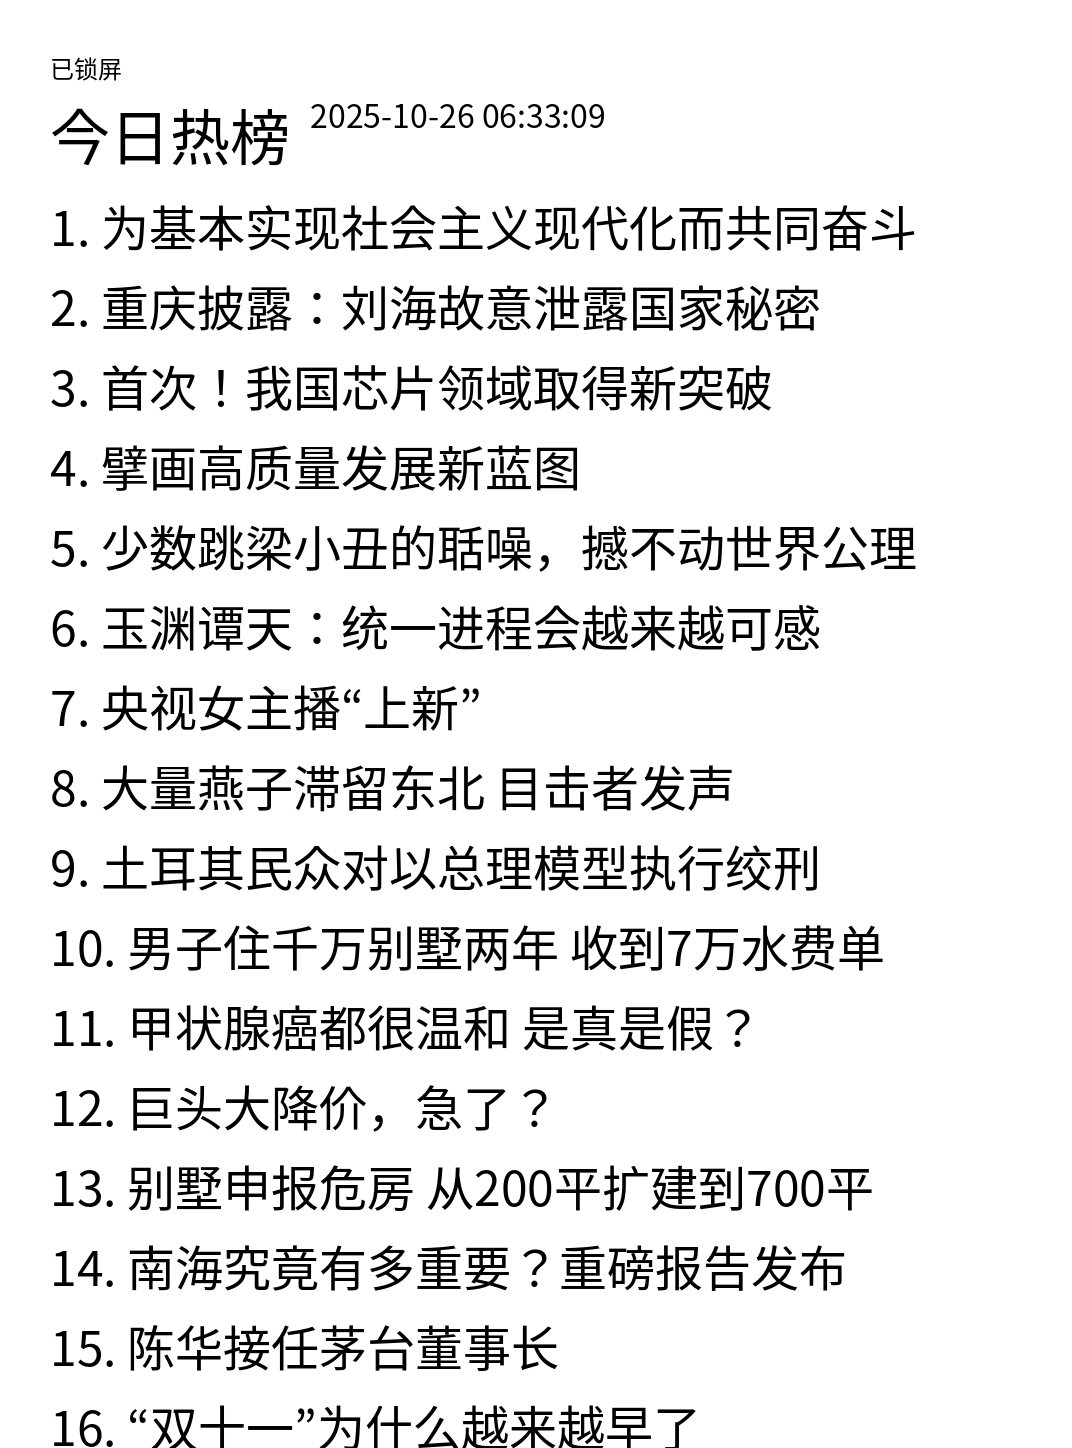 已锁屏
今日热榜 2025-10-26 06:33:09
1. 为基本实现社会主义现代化而共同奋斗
2. 重庆披露：刘海故意泄露国家秘密
3. 首次！我国芯片领域取得新突破
4. 擘画高质量发展新蓝图
5. 少数跳梁小丑的聒噪，撼不动世界公理
6. 玉渊谭天：统一进程会越来越可感
7. 央视女主播“上新”
8. 大量燕子滞留东北 目击者发声
9. 土耳其民众对以总理模型执行绞刑
10. 男子住千万别墅两年 收到7万水费单
11. 甲状腺癌都很温和 是真是假？
12. 巨头大降价，急了？
13. 别墅申报危房 从200平扩建到700平
14. 南海究竟有多重要？重磅报告发布
15. 陈华接任茅台董事长
16. “双十一”为什么越来越早了